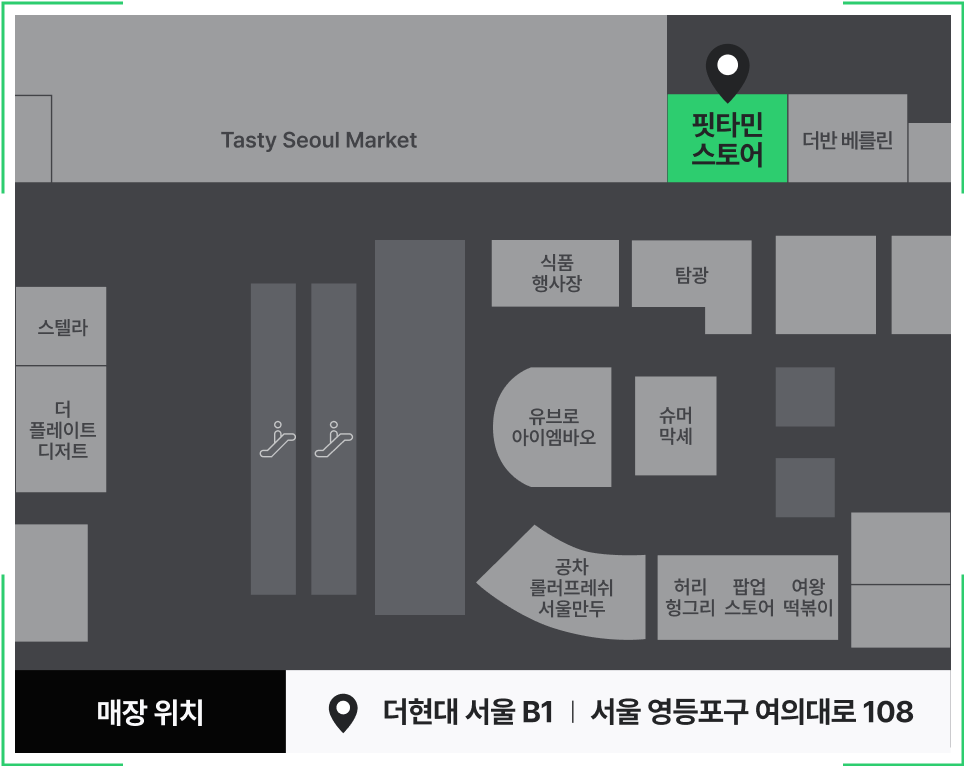 Tasty Seoul Market
핏타민
스토어
더반 베를린
식품
행사장
탐광
스텔라
더
플레이트
디저트
유브로
아이엠바오
슈머
막셰
공차
롤러프레쉬
서울만두
허리
헝그리
팝업
스토어
여왕
떡볶이
매장 위치
더현대 서울 B1 | 서울 영등포구 여의대로 108